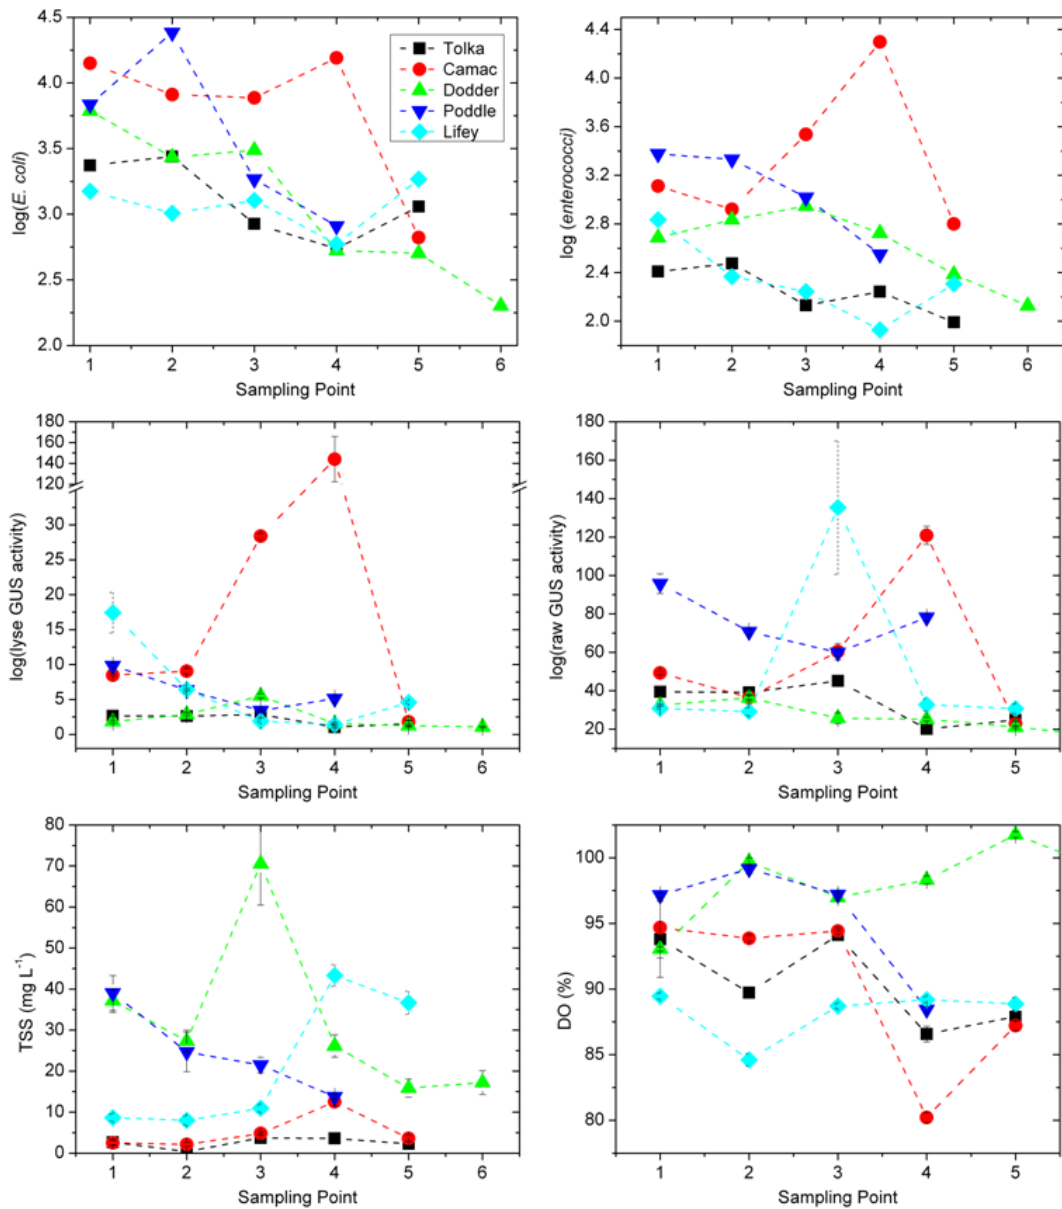 4.5
4.0
3.5
3.0
2.5
2.0
log(E. coli)
Tolka
Camac
Dodder
Poddle
Lifey
1 2 3 4 5 6
Sampling Point
4.4
4.0
3.6
3.2
2.8
2.4
2.0
log (enterococci)
1 2 3 4 5 6
Sampling Point
180
160
140
120
30
25
20
15
10
5
0
log(lyse GUS activity)
1 2 3 4 5 6
Sampling Point
180
160
140
120
100
80
60
40
20
log(raw GUS activity)
1 2 3 4 5
Sampling Point
80
70
60
50
40
30
20
10
0
TSS (mg L-1)
1 2 3 4 5 6
Sampling Point
100
95
90
85
80
DO (%)
1 2 3 4 5
Sampling Point